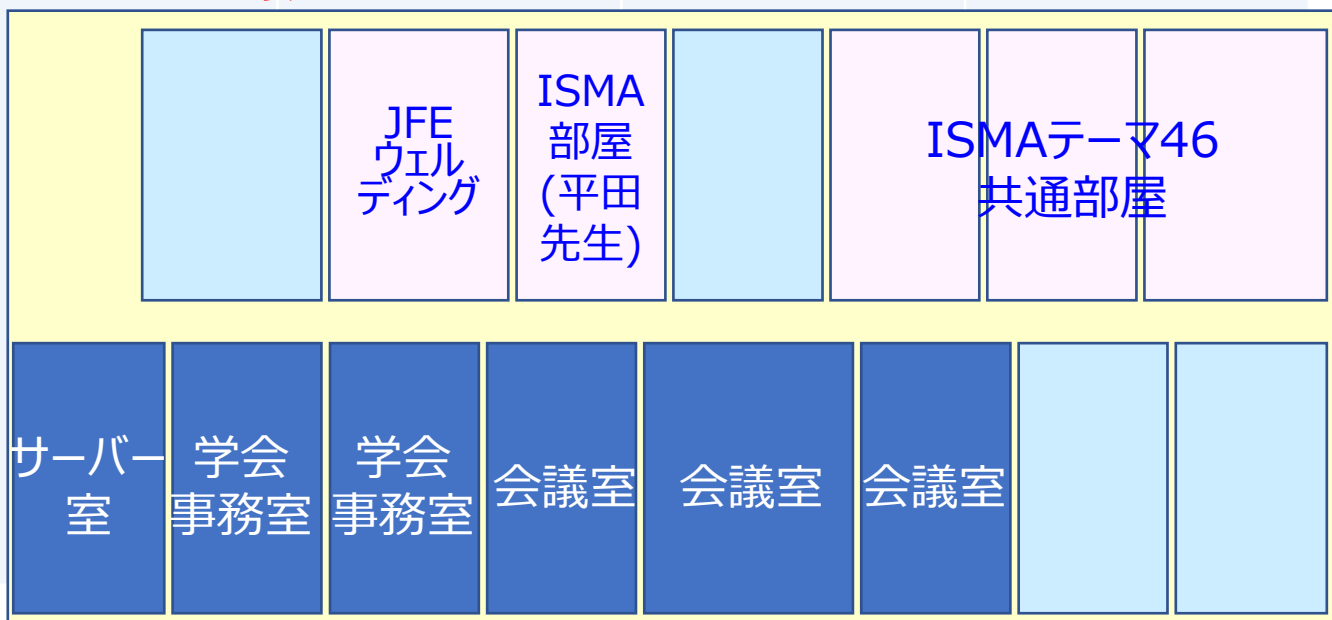 JFE
ウェル
ディング
ISMA
部屋
(平田
先生)
ISMAテーマ46
共通部屋
サーバー
室
学会
事務室
学会
事務室
会議室
会議室
会議室